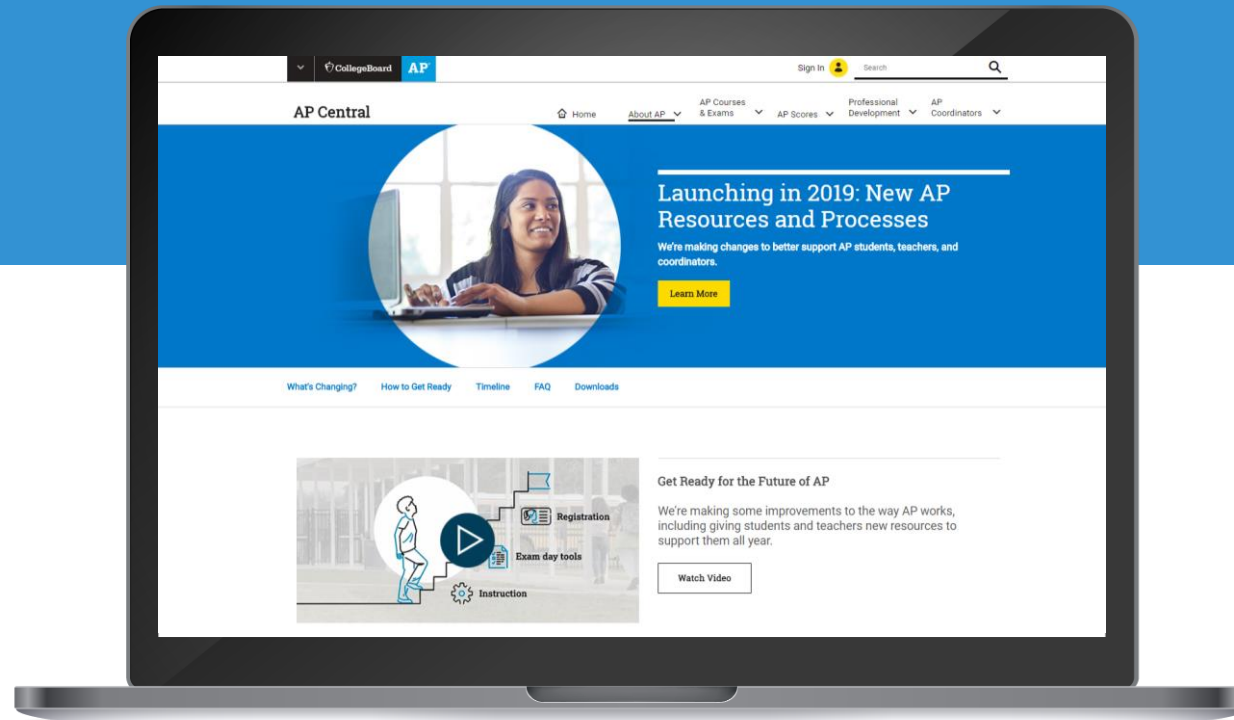 CollegeBoard AP
Sign In Search
AP Central
Home
About AP
AP Courses
& Exams
AP Scores
Professional
Development
AP
Coordinators
Launching in 2019: New AP
Resources and Processes
We're making changes to better support AP students, teachers, and
coordinators.
Learn More
What's Changing? How to Get Ready Timeline FAQ Downloads
Registration
Exam day tools
Instruction
Get Ready for the Future of AP
We're making some improvements to the way AP works,
including giving students and teachers new resources to
support them all year.
Watch Video